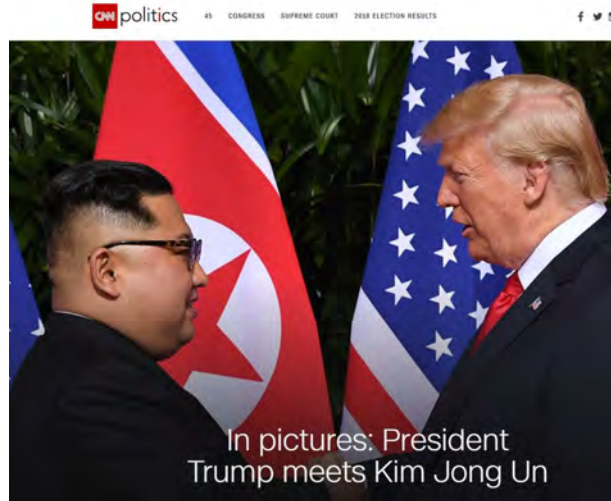 CNN politics 45 CONGRESS SUPREME COURT 2018 ELECTION RESULTS
In pictures: President
Trump meets Kim Jong Un